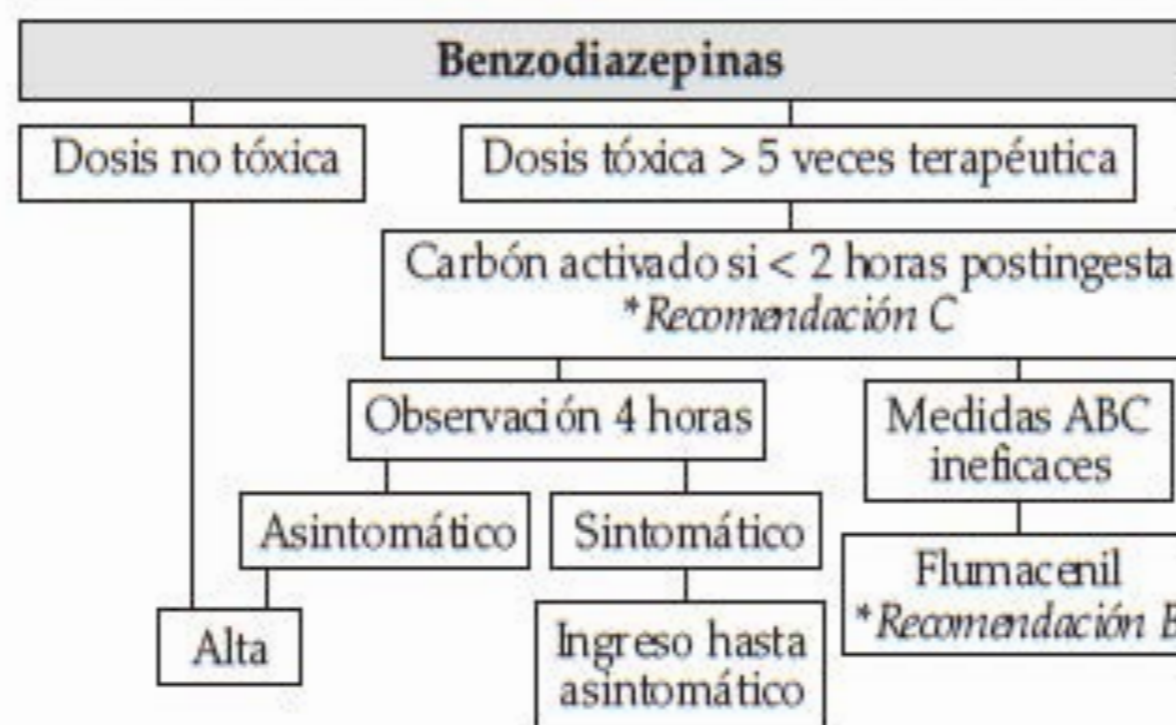 Benzodiazepinas
Dosis no tóxica
Dosis tóxica > 5 veces terapéutica
Carbón activado si < 2 horas postingesta
*Recomendación C
Observación 4 horas
Medidas ABC
ineficaces
Asintomático
Sintomático
Flumacenil
*Recomendación B
Alta
Ingreso hasta
asintomático